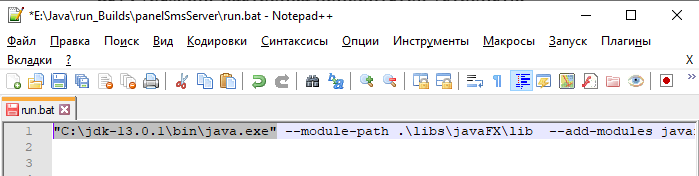 *E:\Java\run_Builds\panelSmsServer\run.bat - Notepad++
Файл Правка Поиск Вид Кодировки Синтаксисы Опции Инструменты Макросы Запуск Плагины
Вкладки ? X
run.bat
1 "C:\jdk-13.0.1\bin\java.exe" --module-path .\libs\javaFX\lib --add-modules java
2
3